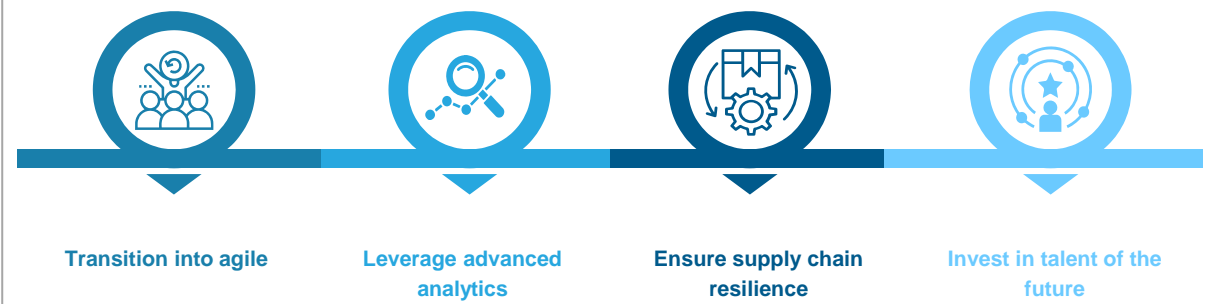 Transition into agile
Leverage advanced
analytics
Ensure supply chain
resilience
Invest in talent of the
future